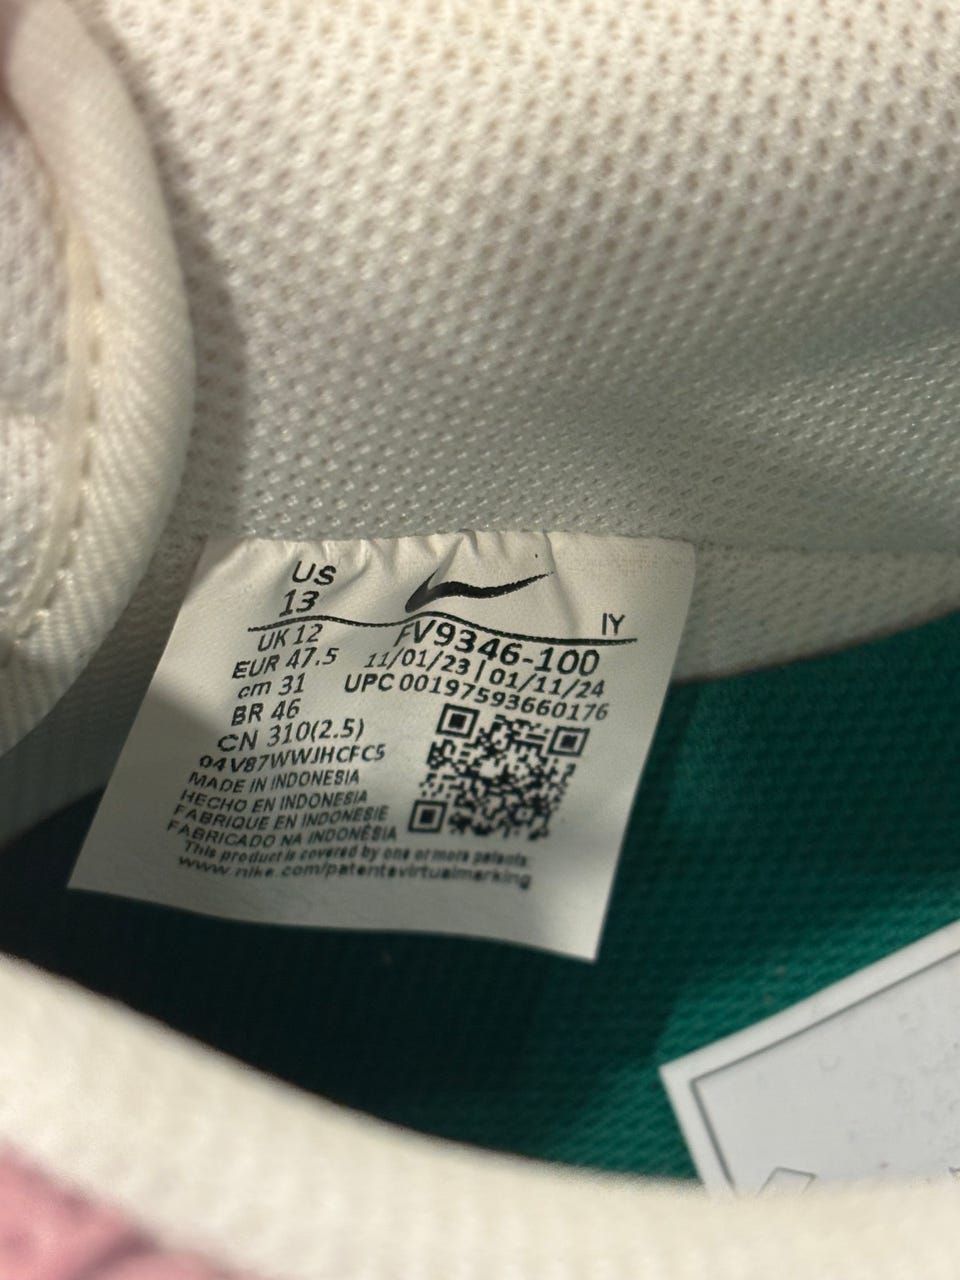 US
13
IY
UK 12
FV9346-100
EUR 47.5
11/01/23 | 01/11/24
cm 31
UPC 00197593660176
BR 46
CN 310(2.5)
04V87WWJHCFC5
MADE IN INDONESIA
HECHO EN INDONESIA
FABRIQUE EN INDONESIE
FABRICADO NA INDONÉSIA
This product is covered by one or more patents:
www.nike.com/patentsvirtualmarking